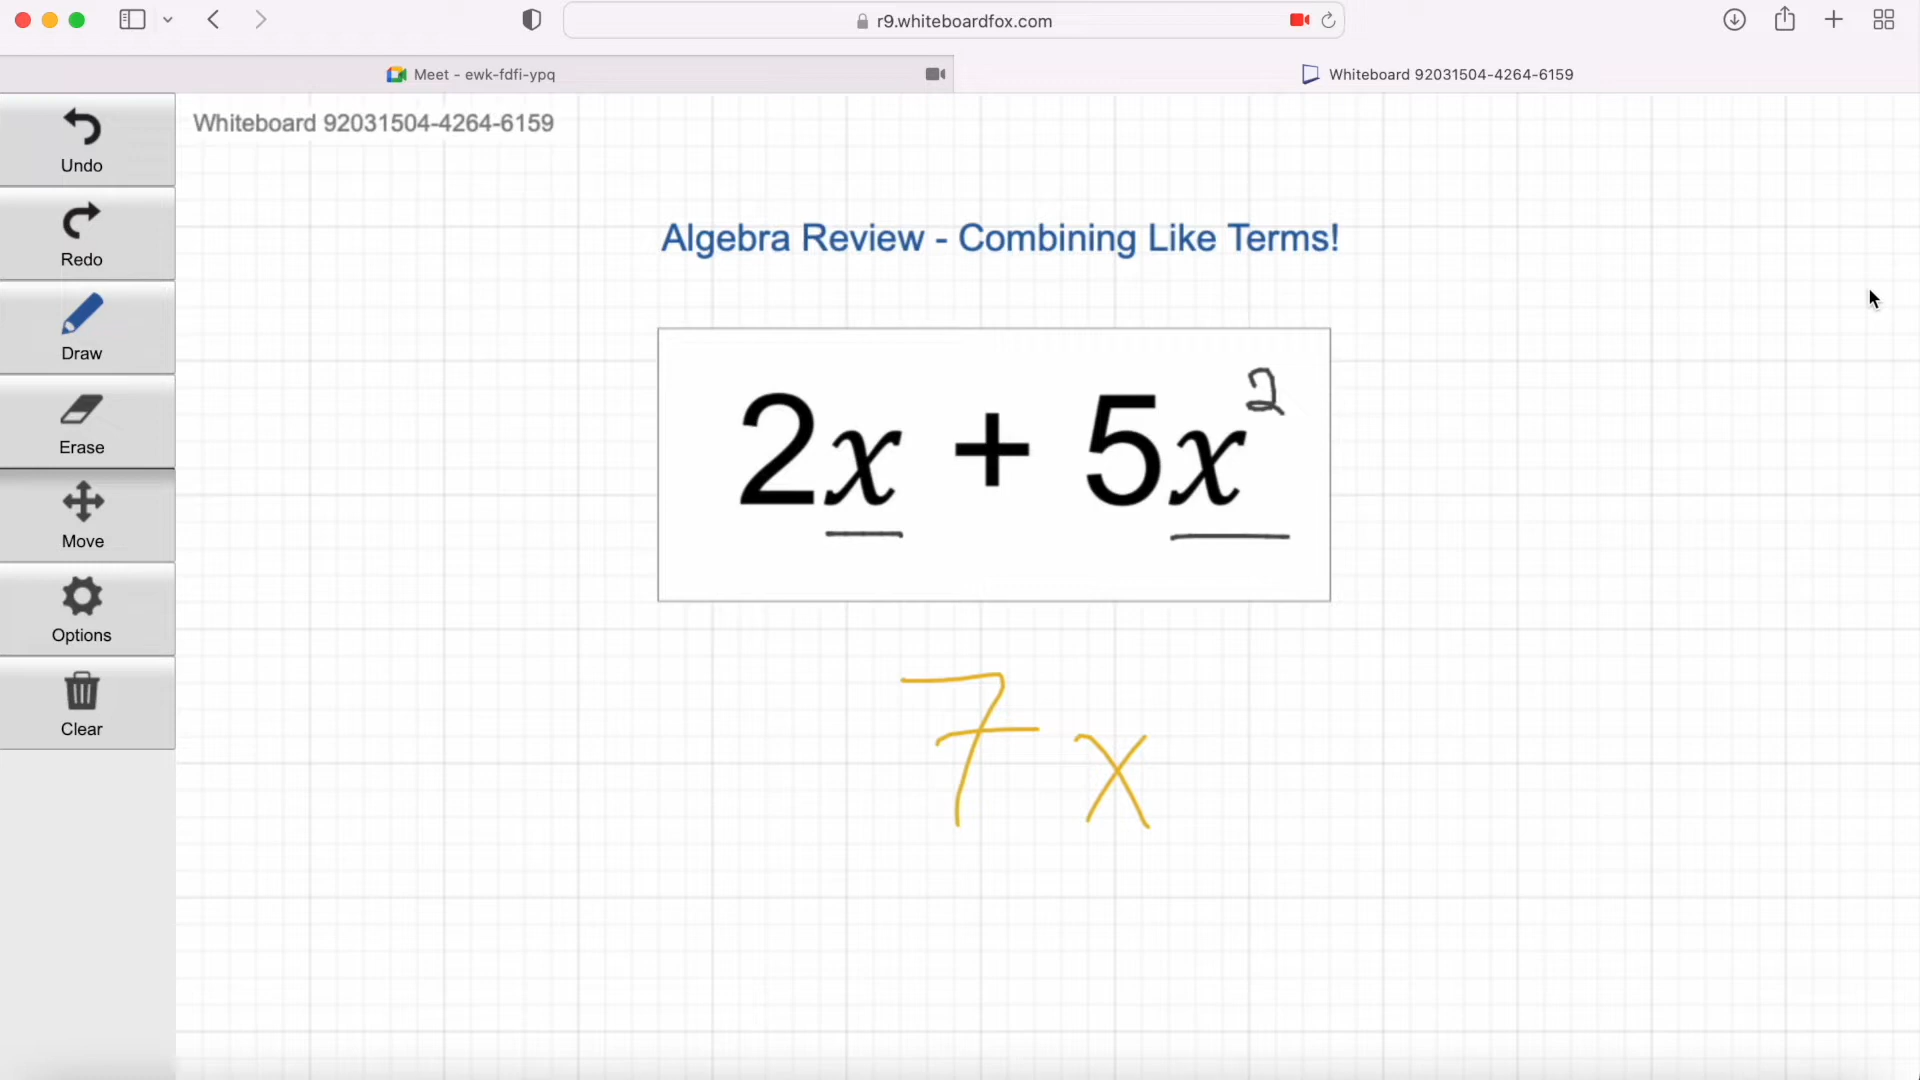 r9.whiteboardfox.com
Meet - ewk-fdfi-ypq
Whiteboard 92031504-4264-6159
Whiteboard 92031504-4264-6159
Undo
Redo
Draw
Erase
Move
Options
Clear
Algebra Review - Combining Like Terms!
2x + 5x²
7x